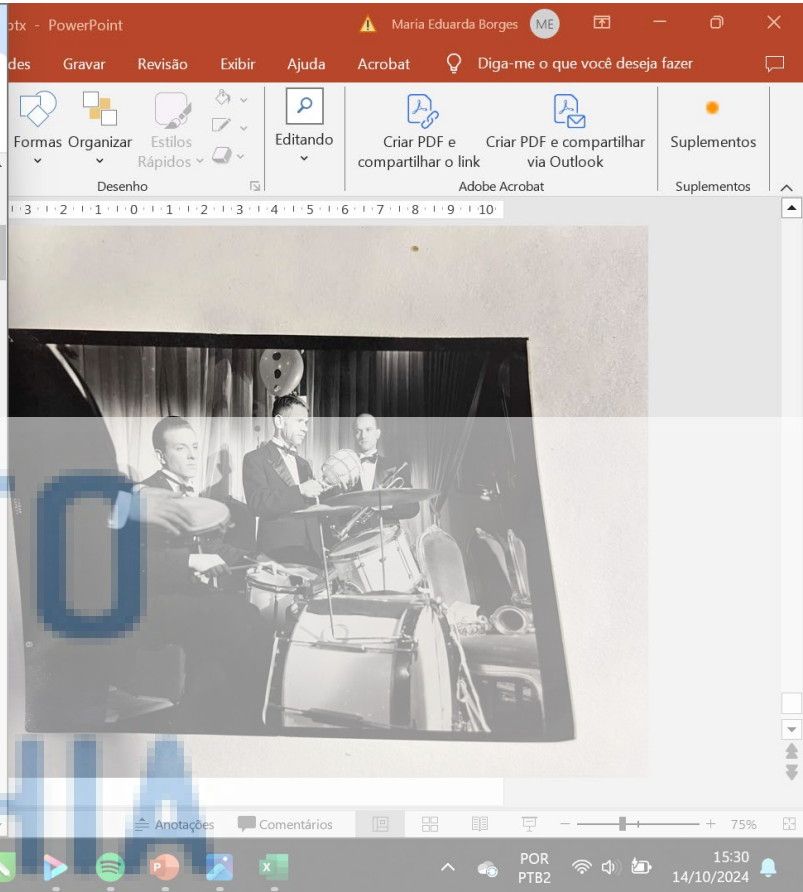 otx - PowerPoint
Maria Eduarda Borges
ME
des Gravar Revisão Exibir Ajuda Acrobat Diga-me o que você deseja fazer
Formas Organizar Estilos Rápidos
Editando
Criar PDF e compartilhar o link
Criar PDF e compartilhar via Outlook
Suplementos
Desenho
Adobe Acrobat
Suplementos
3 2 1 0 1 2 3 4 5 6 7 8 9 10
TO
HIA
Anotações Comentários
75%
POR
PTB2
15:30
14/10/2024